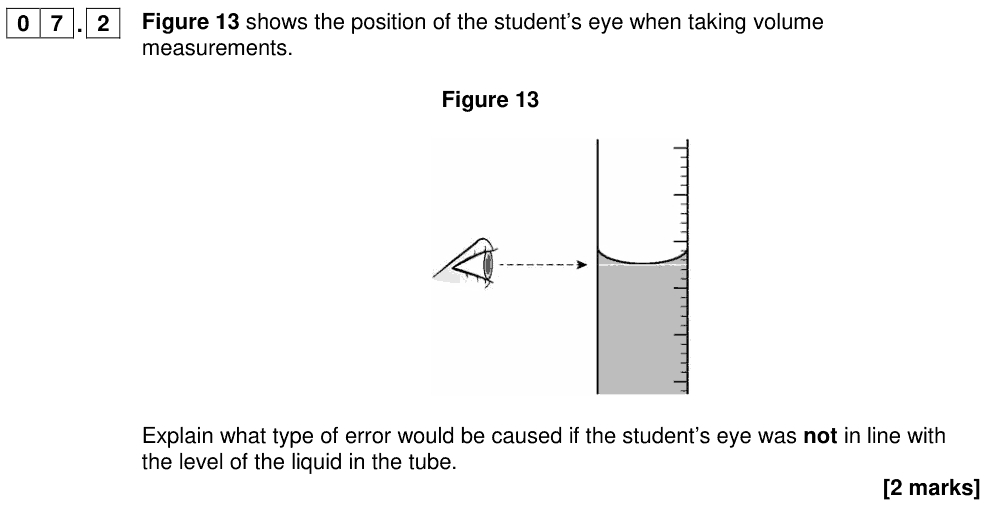 0 7 . 2 Figure 13 shows the position of the student's eye when taking volume
measurements.
Figure 13
Explain what type of error would be caused if the student's eye was not in line with
the level of the liquid in the tube.
[2 marks]